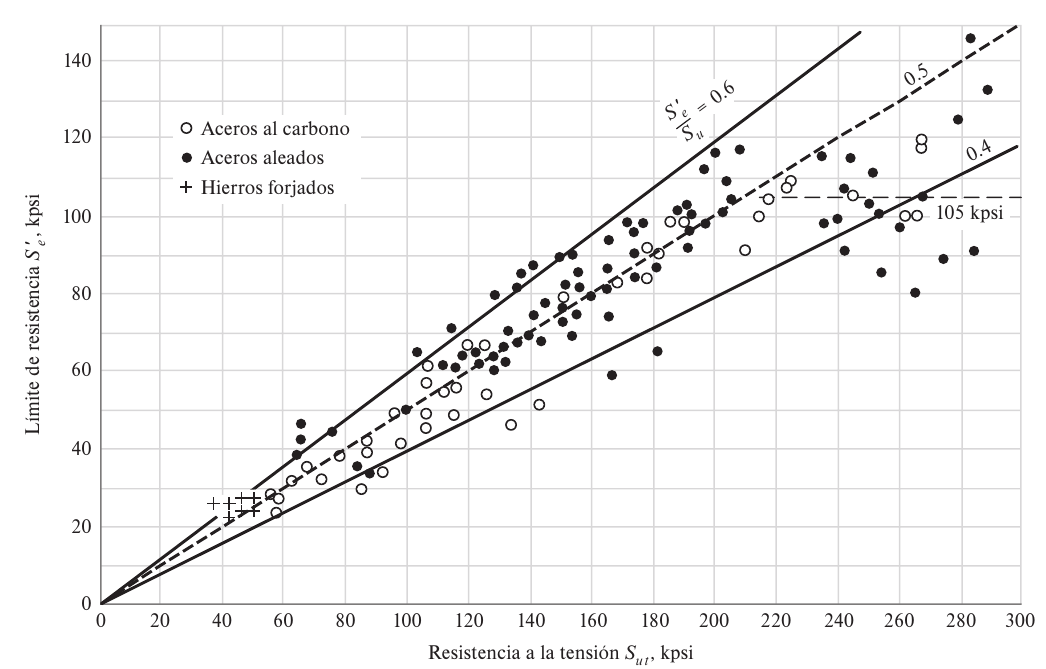 140
120
100
80
60
40
20
0
Límite de resistencia S′e, kpsi
Aceros al carbono
Aceros aleados
Hierros forjados
S′e/Su = 0.6
0.5
0.4
105 kpsi
0 20 40 60 80 100 120 140 160 180 200 220 240 260 280 300
Resistencia a la tensión Sut, kpsi